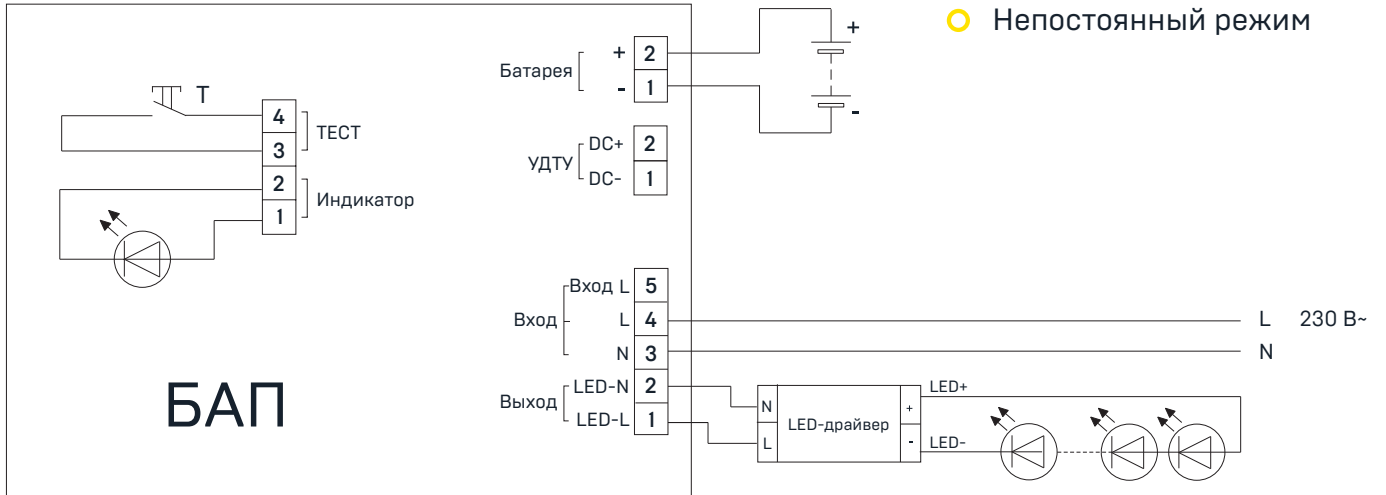 Непостоянный режим
+
-
Батарея
+ 2
- 1
T
4
3
ТЕСТ
2
1
Индикатор
УДТУ
DC+ 2
DC- 1
Вход
Вход L 5
L 4
N 3
Выход
LED-N 2
LED-L 1
L 230 В~
N
БАП
N
L
LED-драйвер
+
-
LED+
LED-